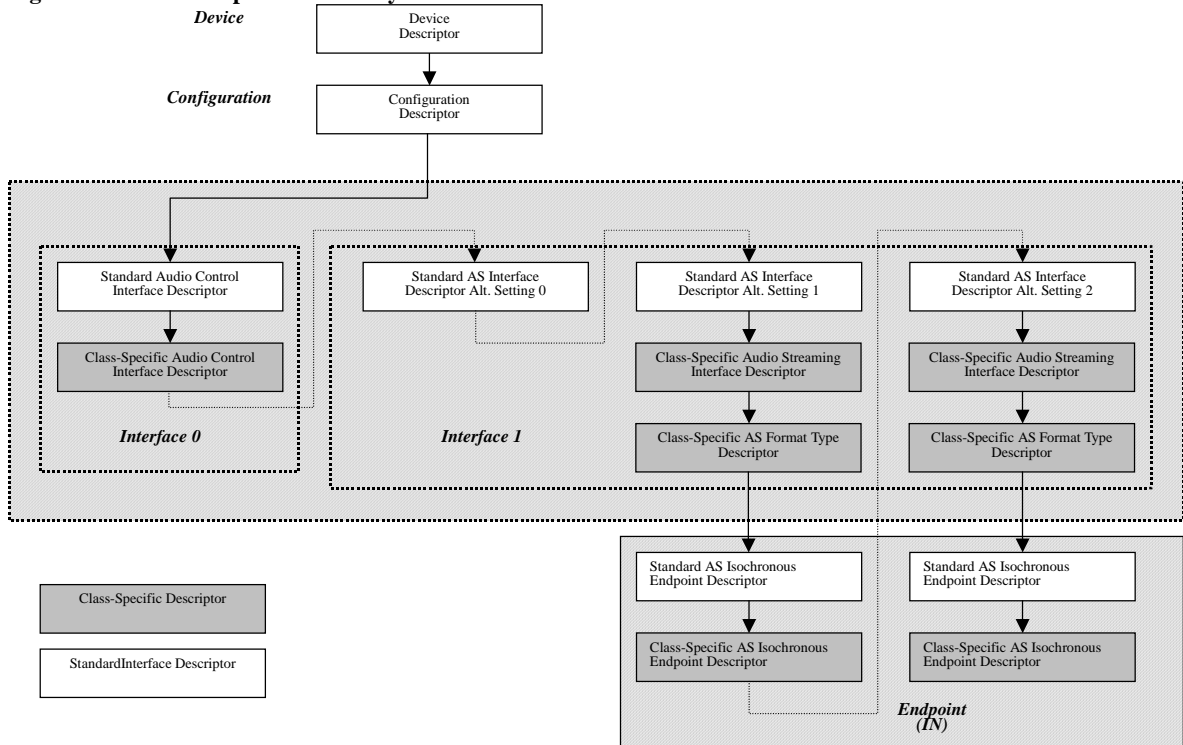 Device
Device
Descriptor
Configuration
Configuration
Descriptor
Standard Audio Control
Interface Descriptor
Standard AS Interface
Descriptor Alt. Setting 0
Standard AS Interface
Descriptor Alt. Setting 1
Standard AS Interface
Descriptor Alt. Setting 2
Class-Specific Audio Control
Interface Descriptor
Class-Specific Audio Streaming
Interface Descriptor
Class-Specific Audio Streaming
Interface Descriptor
Interface 0
Interface 1
Class-Specific AS Format Type
Descriptor
Class-Specific AS Format Type
Descriptor
Standard AS Isochronous
Endpoint Descriptor
Standard AS Isochronous
Endpoint Descriptor
Class-Specific Descriptor
Class-Specific AS Isochronous
Endpoint Descriptor
Class-Specific AS Isochronous
Endpoint Descriptor
StandardInterface Descriptor
Endpoint
(IN)